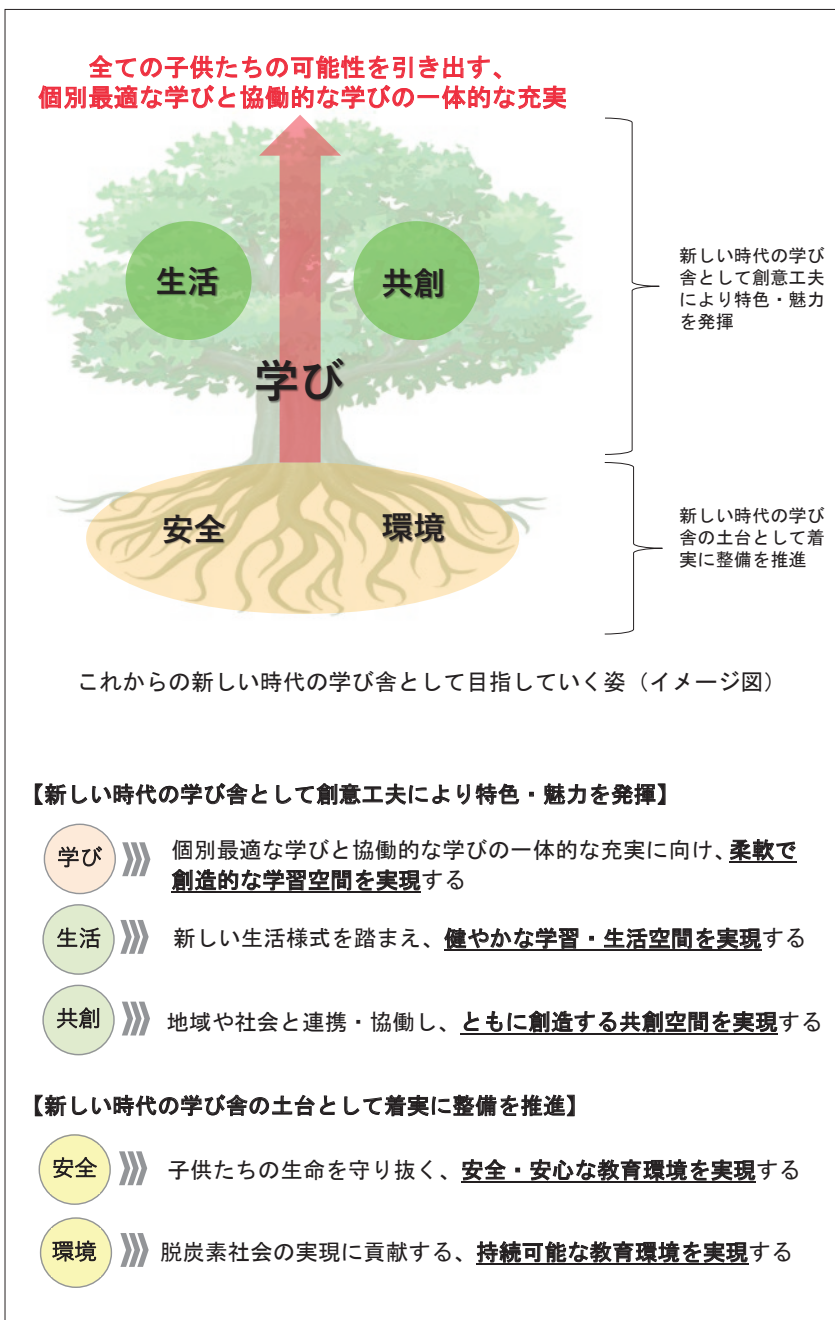 全ての子供たちの可能性を引き出す、
個別最適な学びと協働的な学びの一体的な充実
生活
共創
学び
新しい時代の学び
舎として創意工夫
により特色・魅力
を発揮
安全
環境
新しい時代の学び
舎の土台として着
実に整備を推進
これからの新しい時代の学び舎として目指していく姿（イメージ図）
【新しい時代の学び舎として創意工夫により特色・魅力を発揮】
学び
個別最適な学びと協働的な学びの一体的な充実に向け、柔軟で
創造的な学習空間を実現する
生活
新しい生活様式を踏まえ、健やかな学習・生活空間を実現する
共創
地域や社会と連携・協働し、ともに創造する共創空間を実現する
【新しい時代の学び舎の土台として着実に整備を推進】
安全
子供たちの生命を守り抜く、安全・安心な教育環境を実現する
環境
脱炭素社会の実現に貢献する、持続可能な教育環境を実現する